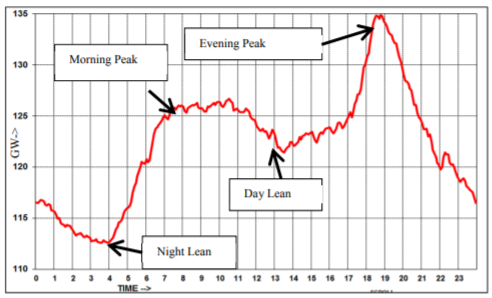 135
Evening Peak
Morning Peak
130
125
GW->
120
Day Lean
115
Night Lean
110
0 1 2 3 4 5 6 7 8 9 10 11 12 13 14 15 16 17 18 19 20 21 22 23
TIME -->